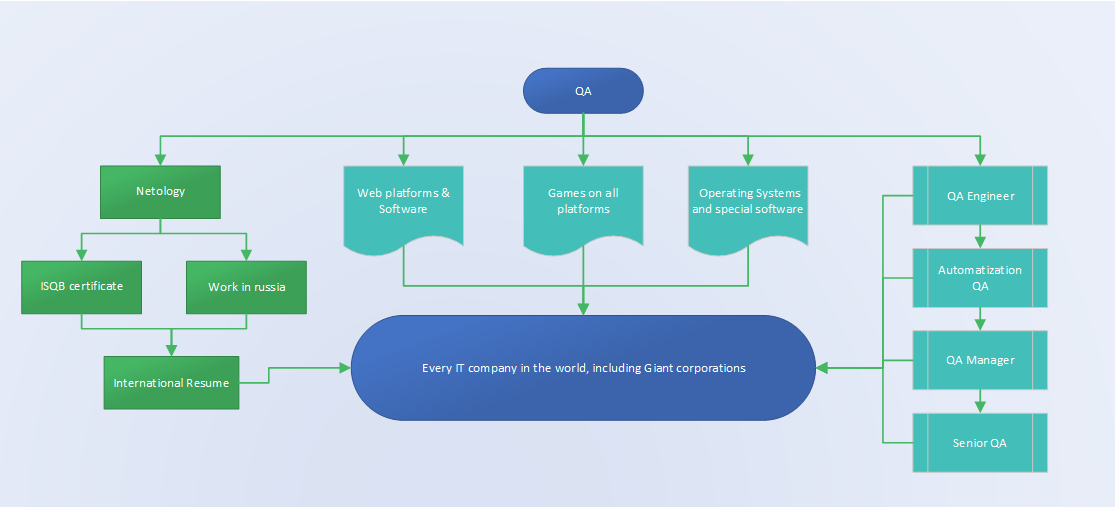 QA
Netology
Web platforms &
Software
Games on all
platforms
Operating Systems
and special software
QA Engineer
ISQB certificate
Work in russia
Automatization
QA
International Resume
Every IT company in the world, including Giant corporations
QA Manager
Senior QA